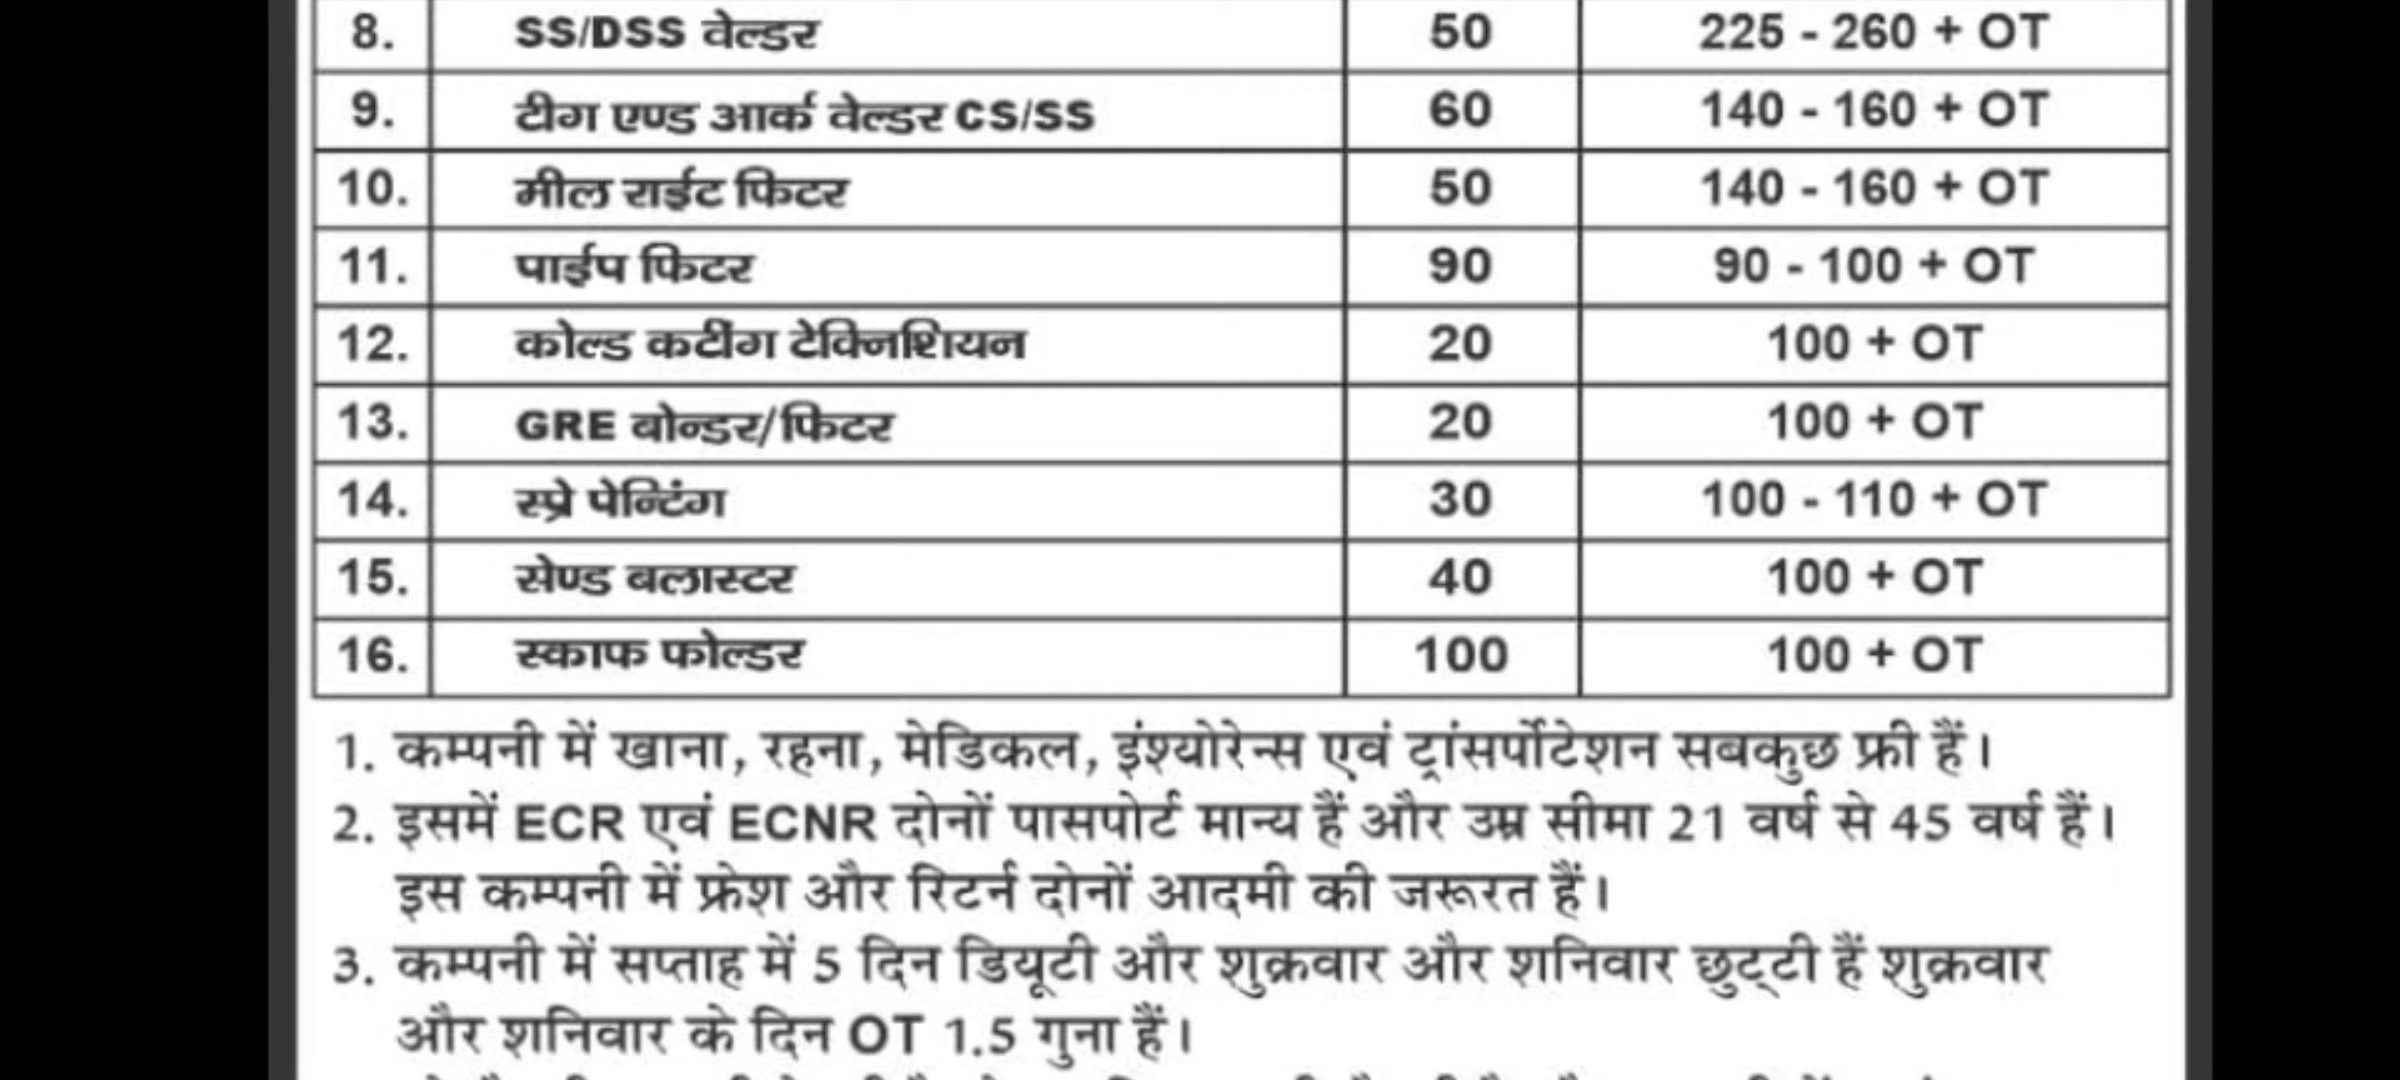 8. SS/DSS वेल्डर 50 225 - 260 + OT
9. टीग एण्ड आर्क वेल्डर CS/SS 60 140 - 160 + OT
10. मील राईट फिटर 50 140 - 160 + OT
11. पाईप फिटर 90 90 - 100 + OT
12. कोल्ड कटींग टेक्निशियन 20 100 + OT
13. GRE बोन्डर/फिटर 20 100 + OT
14. स्प्रे पेन्टिंग 30 100 - 110 + OT
15. सेण्ड बलास्टर 40 100 + OT
16. स्काफ फोल्डर 100 100 + OT
1. कम्पनी में खाना, रहना, मेडिकल, इंश्योरेन्स एवं ट्रांसर्पोटेशन सबकुछ फ्री हैं।
2. इसमें ECR एवं ECNR दोनों पासपोर्ट मान्य हैं और उम्र सीमा 21 वर्ष से 45 वर्ष हैं।
इस कम्पनी में फ्रेश और रिटर्न दोनों आदमी की जरूरत हैं।
3. कम्पनी में सप्ताह में 5 दिन डियूटी और शुक्रवार और शनिवार छुट्टी हैं शुक्रवार
और शनिवार के दिन OT 1.5 गुना हैं।